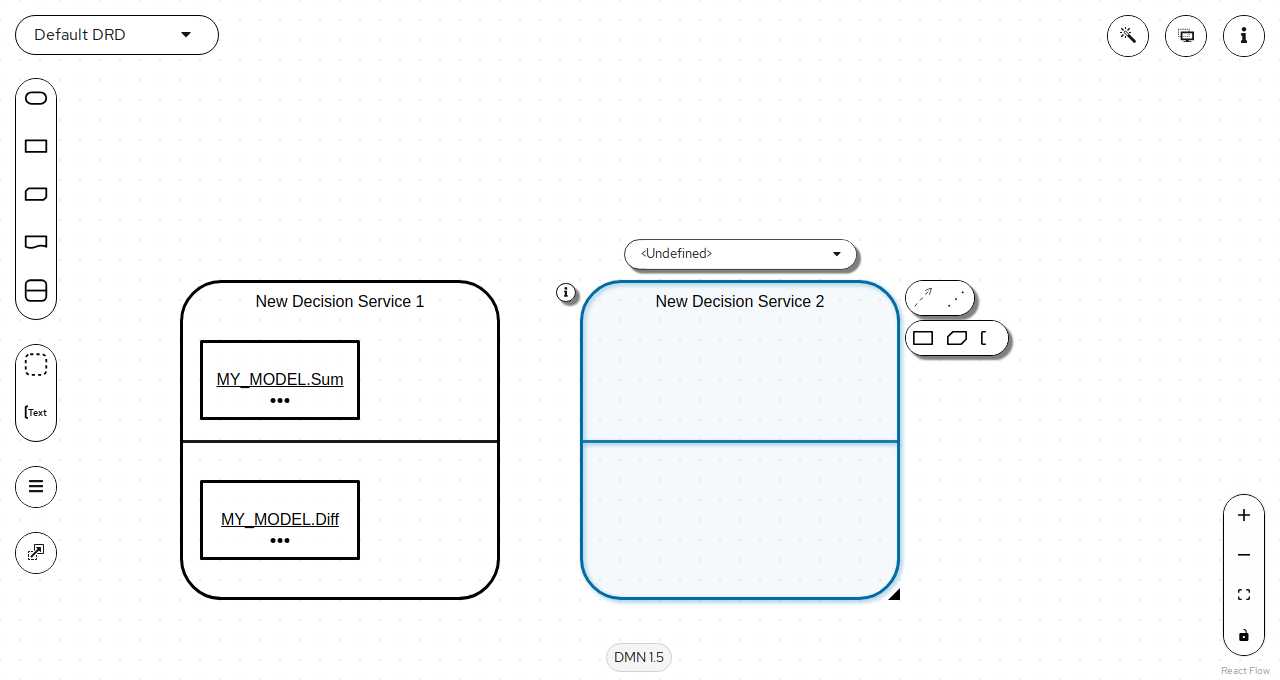 Default DRD
[Text
<Undefined>
New Decision Service 1
New Decision Service 2
MY_MODEL.Sum
MY_MODEL.Diff
DMN 1.5
React Flow